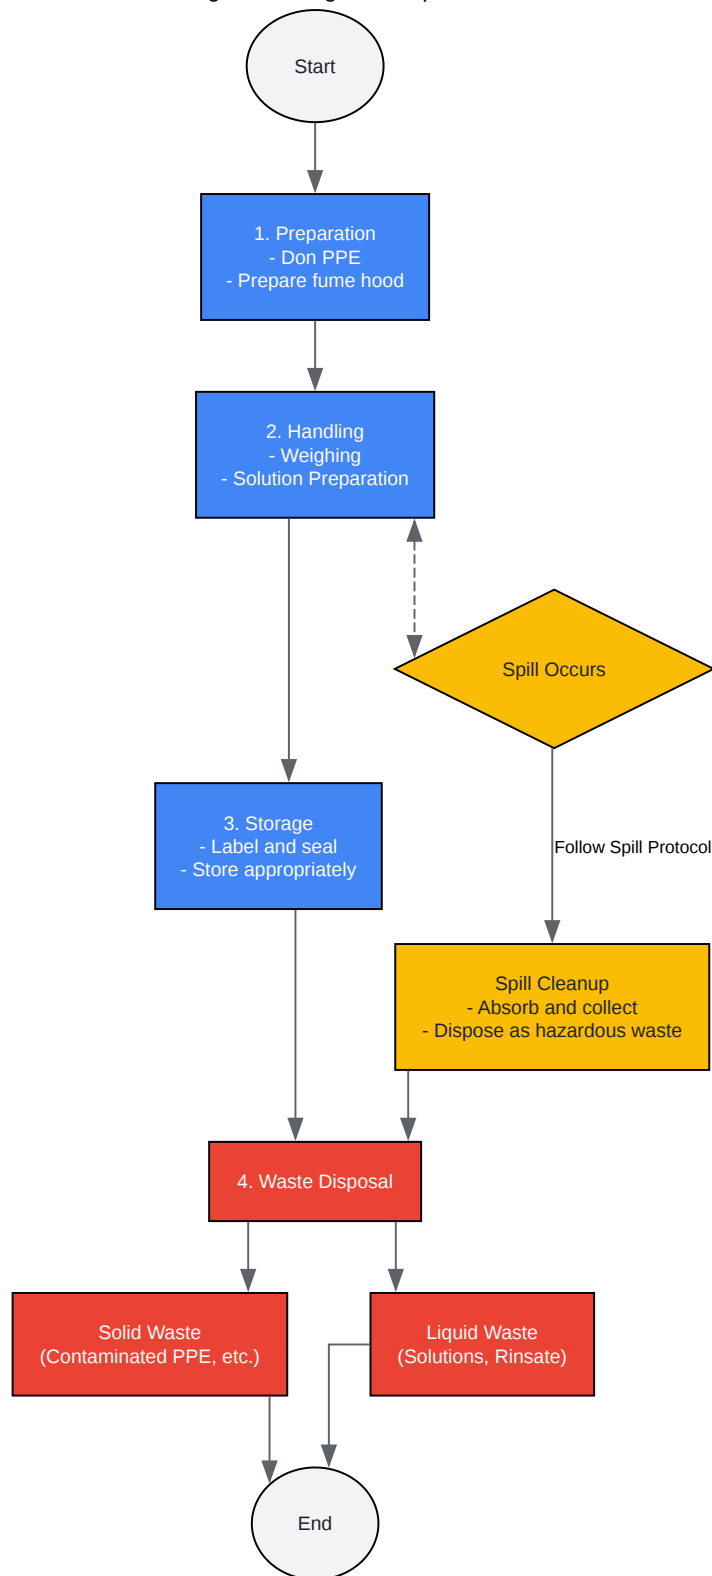 Start
1. Preparation
- Don PPE
- Prepare fume hood
2. Handling
- Weighing
- Solution Preparation
Spill Occurs
3. Storage
- Label and seal
- Store appropriately
Follow Spill Protocol
Spill Cleanup
- Absorb and collect
- Dispose as hazardous waste
4. Waste Disposal
Solid Waste
(Contaminated PPE, etc.)
Liquid Waste
(Solutions, Rinsate)
End